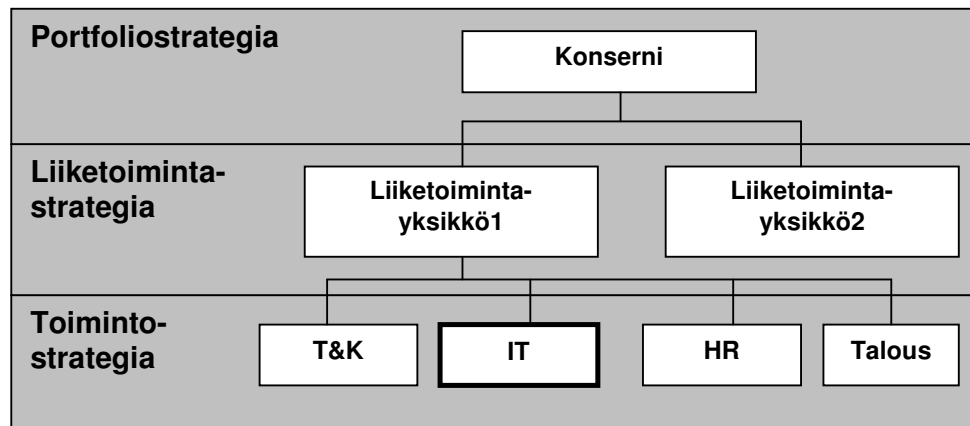 Portfoliostrategia
Konserni
Liiketoiminta-
strategia
Liiketoiminta-
yksikkö1
Liiketoiminta-
yksikkö2
Toiminto-
strategia
T&K
IT
HR
Talous